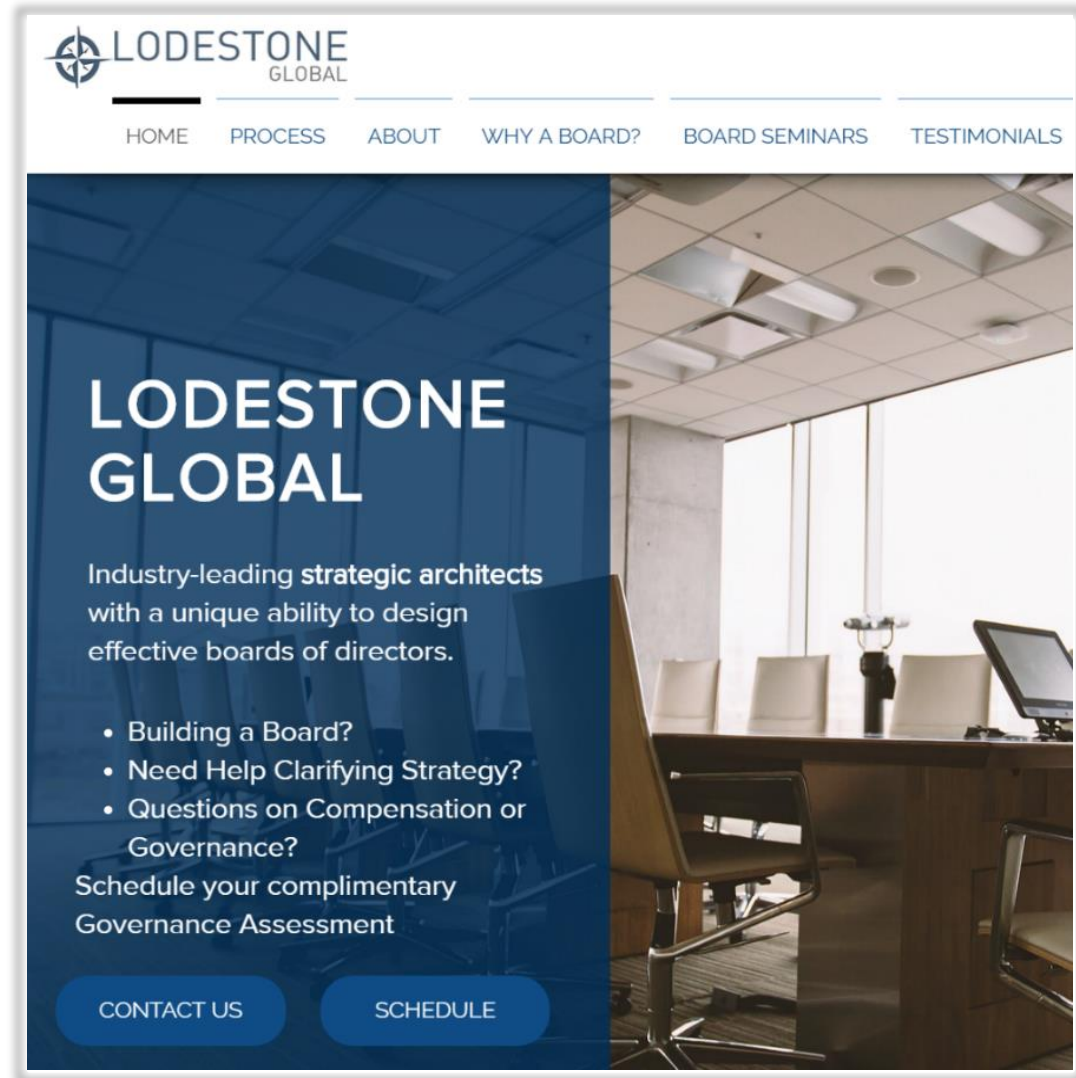 LODESTONE
GLOBAL
HOME PROCESS ABOUT WHY A BOARD? BOARD SEMINARS TESTIMONIALS
LODESTONE
GLOBAL
Industry-leading strategic architects
with a unique ability to design
effective boards of directors.
• Building a Board?
• Need Help Clarifying Strategy?
• Questions on Compensation or
Governance?
Schedule your complimentary
Governance Assessment
CONTACT US SCHEDULE